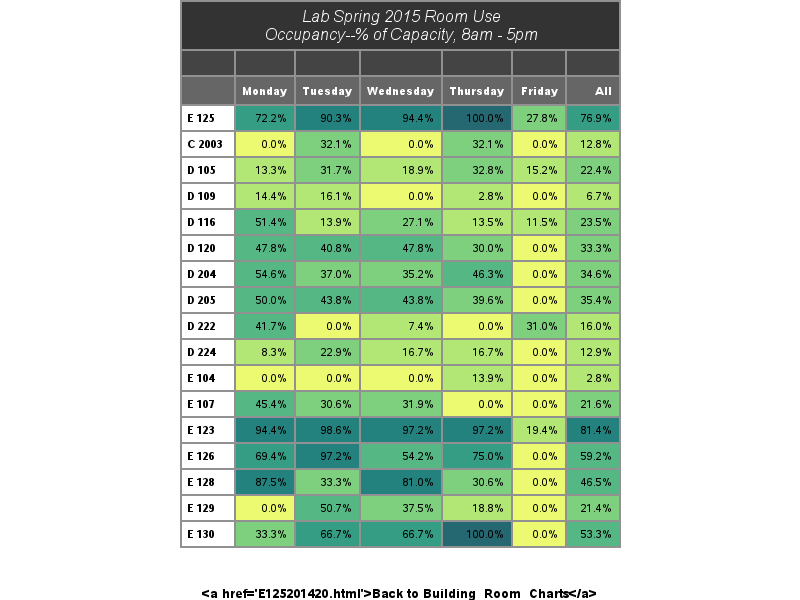 Lab Spring 2015 Room Use
Occupancy--% of Capacity, 8am - 5pm
Monday Tuesday Wednesday Thursday Friday All
E 125 72.2% 90.3% 94.4% 100.0% 27.8% 76.9%
C 2003 0.0% 32.1% 0.0% 32.1% 0.0% 12.8%
D 105 13.3% 31.7% 18.9% 32.8% 15.2% 22.4%
D 109 14.4% 16.1% 0.0% 2.8% 0.0% 6.7%
D 116 51.4% 13.9% 27.1% 13.5% 11.5% 23.5%
D 120 47.8% 40.8% 47.8% 30.0% 0.0% 33.3%
D 204 54.6% 37.0% 35.2% 46.3% 0.0% 34.6%
D 205 50.0% 43.8% 43.8% 39.6% 0.0% 35.4%
D 222 41.7% 0.0% 7.4% 0.0% 31.0% 16.0%
D 224 8.3% 22.9% 16.7% 16.7% 0.0% 12.9%
E 104 0.0% 0.0% 0.0% 13.9% 0.0% 2.8%
E 107 45.4% 30.6% 31.9% 0.0% 0.0% 21.6%
E 123 94.4% 98.6% 97.2% 97.2% 19.4% 81.4%
E 126 69.4% 97.2% 54.2% 75.0% 0.0% 59.2%
E 128 87.5% 33.3% 81.0% 30.6% 0.0% 46.5%
E 129 0.0% 50.7% 37.5% 18.8% 0.0% 21.4%
E 130 33.3% 66.7% 66.7% 100.0% 0.0% 53.3%
<a href='E125201420.html'>Back to Building_Room_Charts</a>